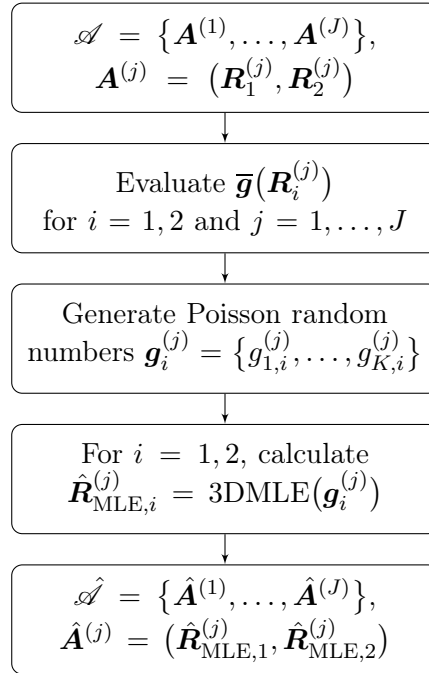 𝒜 = {𝑨^(1), . . . , 𝑨^(J)},
𝑨^(j) = (𝑹_1^(j), 𝑹_2^(j))
Evaluate 𝒈̅(𝑹_i^(j))
for i = 1, 2 and j = 1, . . . , J
Generate Poisson random
numbers 𝒈_i^(j) = {g_{1,i}^(j), . . . , g_{K,i}^(j)}
For i = 1, 2, calculate
𝑹̂_{MLE,i}^(j) = 3DMLE(𝒈_i^(j))
𝒜̂ = {𝑨̂^(1), . . . , 𝑨̂^(J)},
𝑨̂^(j) = (𝑹̂_{MLE,1}^(j), 𝑹̂_{MLE,2}^(j))